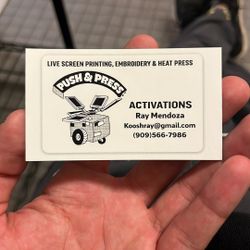 LIVE SCREEN PRINTING, EMBROIDERY & HEAT PRESS
PUSH & PRESS
ACTIVATIONS
Ray Mendoza
Kooshray@gmail.com
(909)566-7986